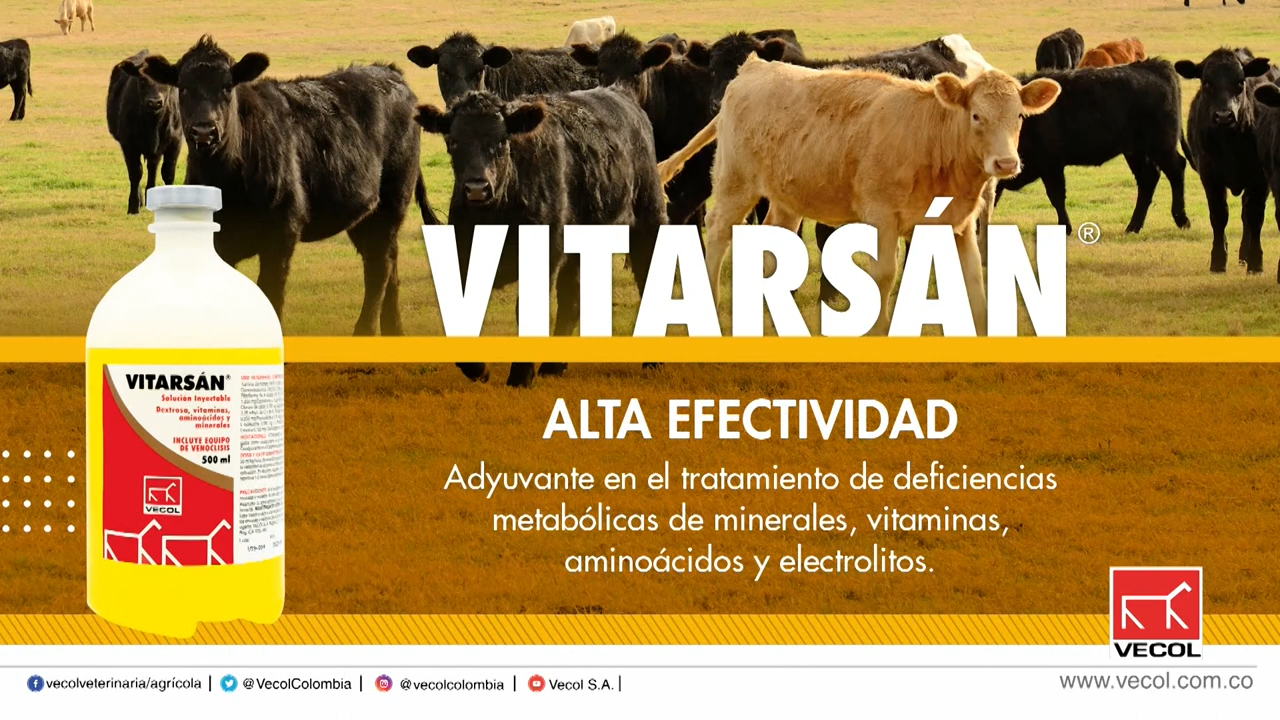 VITARSÁN®
ALTA EFECTIVIDAD
Adyuvante en el tratamiento de deficiencias
metabólicas de minerales, vitaminas,
aminoácidos y electrolitos.
VITARSÁN®
Solución Inyectable
Dextrosa, vitaminas,
aminoácidos y
minerales
INCLUYE EQUIPO
DE VENOCLISIS
500 ml
VECOL
VECOL
vecolveterinaria/agrícola | @VecolColombia | @vecolcolombia | Vecol S.A. |
www.vecol.com.co